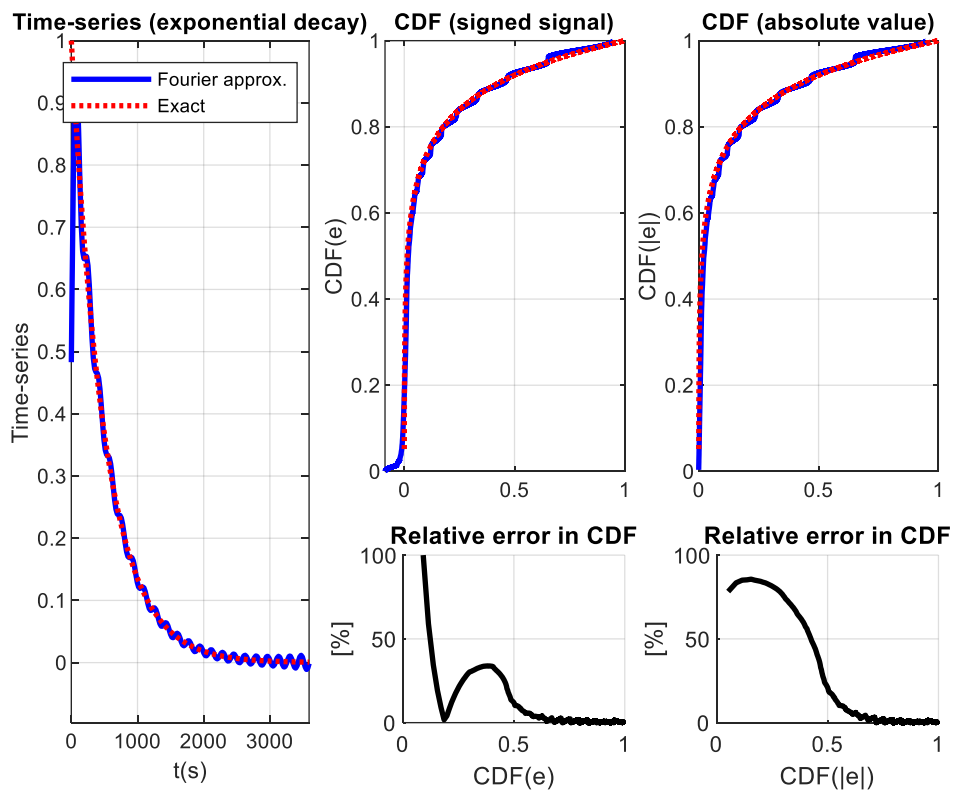 Time-series (exponential decay)
Fourier approx.
Exact
0.9
0.8
0.7
0.6
0.5
0.4
0.3
0.2
0.1
0
Time-series
0 1000 2000 3000
t(s)
CDF (signed signal)
1
0.8
0.6
0.4
0.2
0
CDF(e)
0 0.5 1
CDF (absolute value)
1
0.8
0.6
0.4
0.2
0
CDF(|e|)
0 0.5 1
Relative error in CDF
100
50
0
[%]
0 0.5 1
CDF(e)
Relative error in CDF
100
50
0
[%]
0 0.5 1
CDF(|e|)